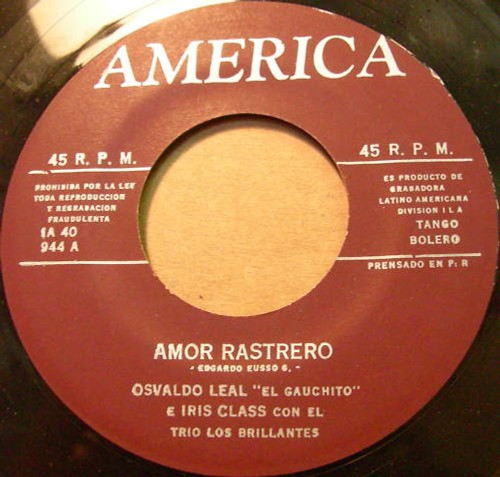 AMERICA
45 R. P. M.
PROHIBIDA POR LA LEY
TODA REPRODUCCION
Y REGRABACION
FRAUDULENTA
IA 40
944 A
45 R. P. M.
ES PRODUCTO DE
GRABADORA
LATINO AMERICANA
DIVISION I L A
TANGO
BOLERO
PRENSADO EN P: R
AMOR RASTRERO
- EDGARDO EUSSO G. -
OSVALDO LEAL "EL GAUCHITO"
E IRIS CLASS CON EL
TRIO LOS BRILLANTES